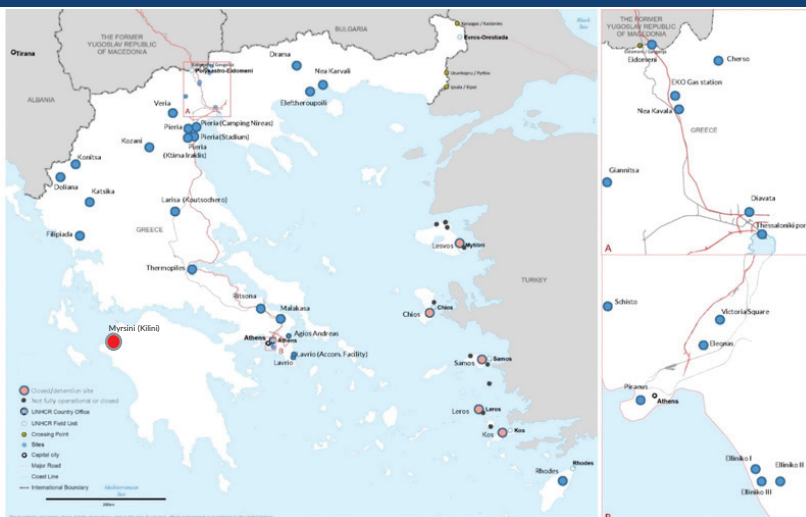 THE FORMER
YUGOSLAV REPUBLIC
OF MACEDONIA
BULGARIA
Black
Sea
Tirana
ALBANIA
Evros-Orestiada
Polykastro-Eidomeni
Drama
Nea Karvali
Eleftheroupoli
Veria
A
Pieria
Pieria (Camping Nireas)
Pieria (Stadium)
Pieria
(Ktima Iraklis)
Kozani
Konitsa
Doliana
Katsika
Larisa (Koutsochero)
GREECE
Filipiada
Thermopiles
Ritsona
Malakasa
Myrsini (Kilini)
Agios Andreas
Athens
Athens
B
Lavrio (Accom. Facility)
Lavrio
Lesvos
Mytilini
TURKEY
Chios
Chios
Samos
Samos
Leros
Leros
Kos
Kos
Rhodes
Rhodes
Closed/detention site
Not fully operational or closed
UNHCR Country Office
UNHCR Field Unit
Crossing Point
Sites
Capital city
Major Road
Coast Line
International Boundary
Mediterranean
Sea
THE FORMER
YUGOSLAV REPUBLIC
OF MACEDONIA
Eidomeni
Cherso
EKO Gas station
Nea Kavala
GREECE
Giannitsa
Diavata
Thessaloniki por
A
Schisto
Victoria Square
Eleonas
Piraeus
Athens
Elliniko I
Elliniko II
Elliniko III
B